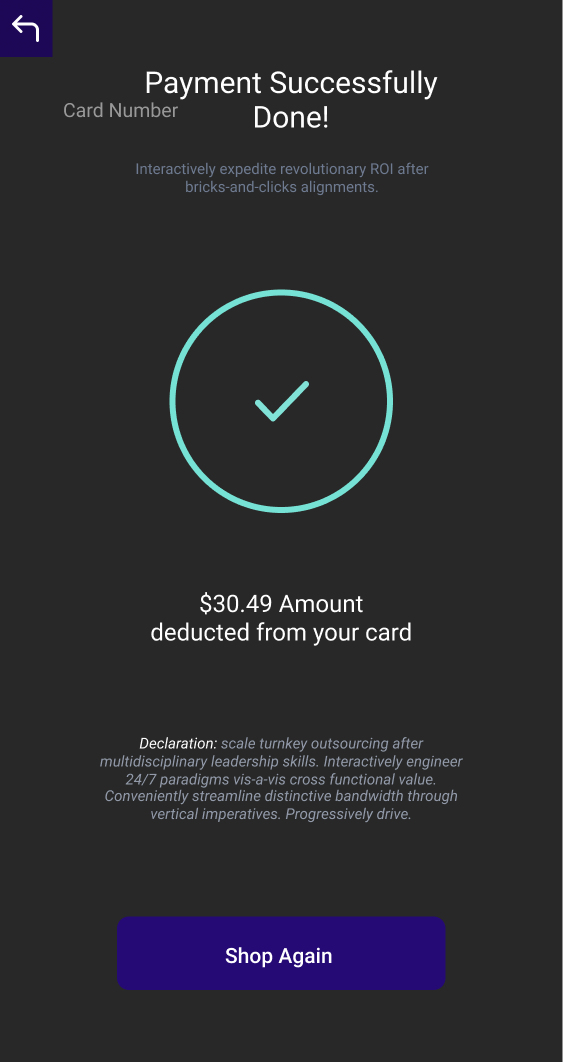 Payment Successfully
Card Number
Done!
Interactively expedite revolutionary ROI after
bricks-and-clicks alignments.
$30.49 Amount
deducted from your card
Declaration: scale turnkey outsourcing after
multidisciplinary leadership skills. Interactively engineer
24/7 paradigms vis-a-vis cross functional value.
Conveniently streamline distinctive bandwidth through
vertical imperatives. Progressively drive.
Shop Again